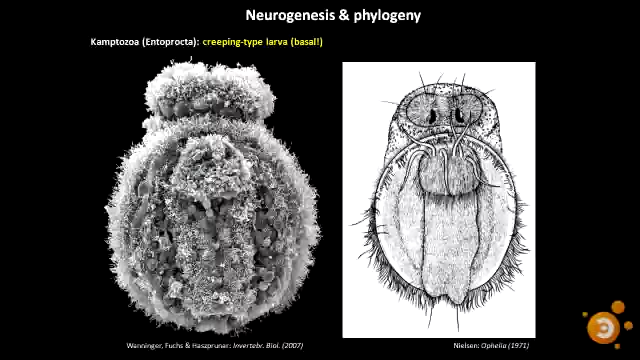 Neurogenesis & phylogeny
Kamptozoa (Entoprocta): creeping-type larva (basal!)
Wanninger, Fuchs & Haszprunar: Invertebr. Biol. (2007)
Nielsen: Ophelia (1971)